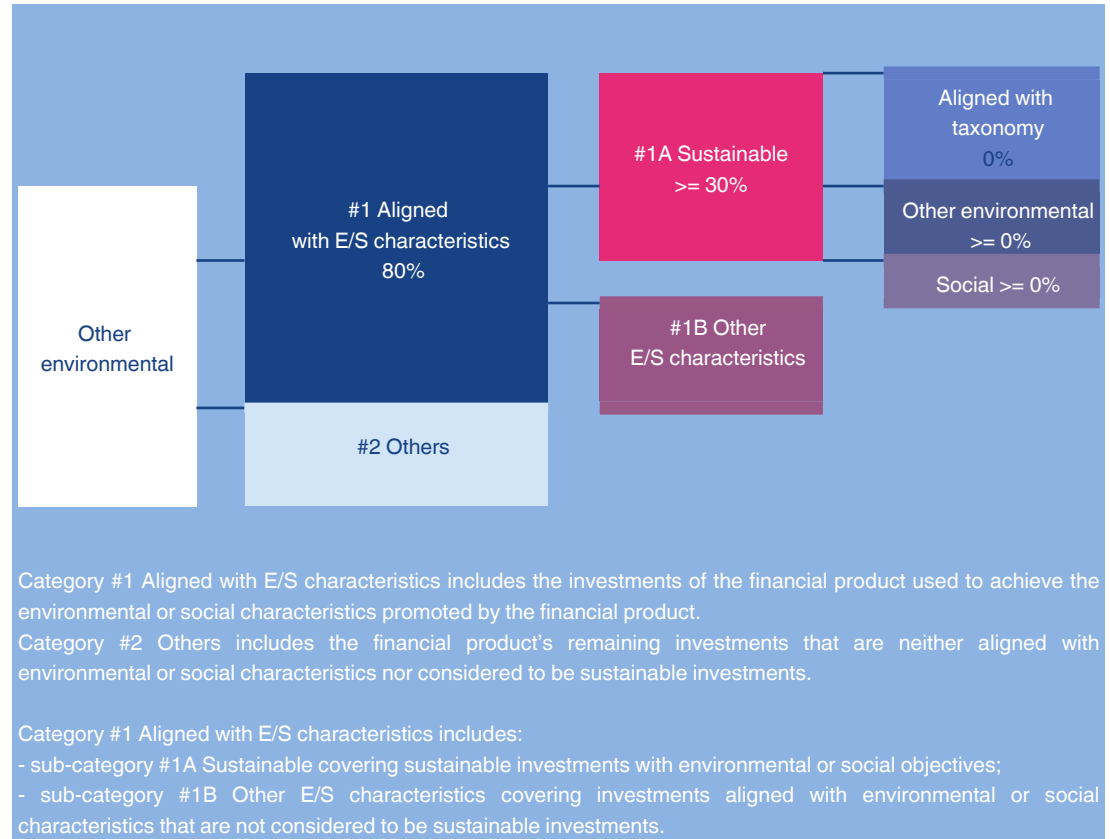 Other
environmental
#1 Aligned
with E/S characteristics
80%
#2 Others
#1A Sustainable
>= 30%
#1B Other
E/S characteristics
Aligned with
taxonomy
0%
Other environmental
>= 0%
Social >= 0%
Category #1 Aligned with E/S characteristics includes the investments of the financial product used to achieve the
environmental or social characteristics promoted by the financial product.
Category #2 Others includes the financial product's remaining investments that are neither aligned with
environmental or social characteristics nor considered to be sustainable investments.
Category #1 Aligned with E/S characteristics includes:
- sub-category #1A Sustainable covering sustainable investments with environmental or social objectives;
- sub-category #1B Other E/S characteristics covering investments aligned with environmental or social
characteristics that are not considered to be sustainable investments.